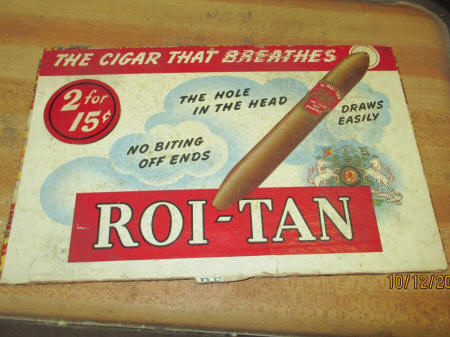 THE CIGAR THAT BREATHES
2 for
15¢
THE HOLE
IN THE HEAD
DRAWS
EASILY
NO BITING
OFF ENDS
ROI-TAN
10/12/20